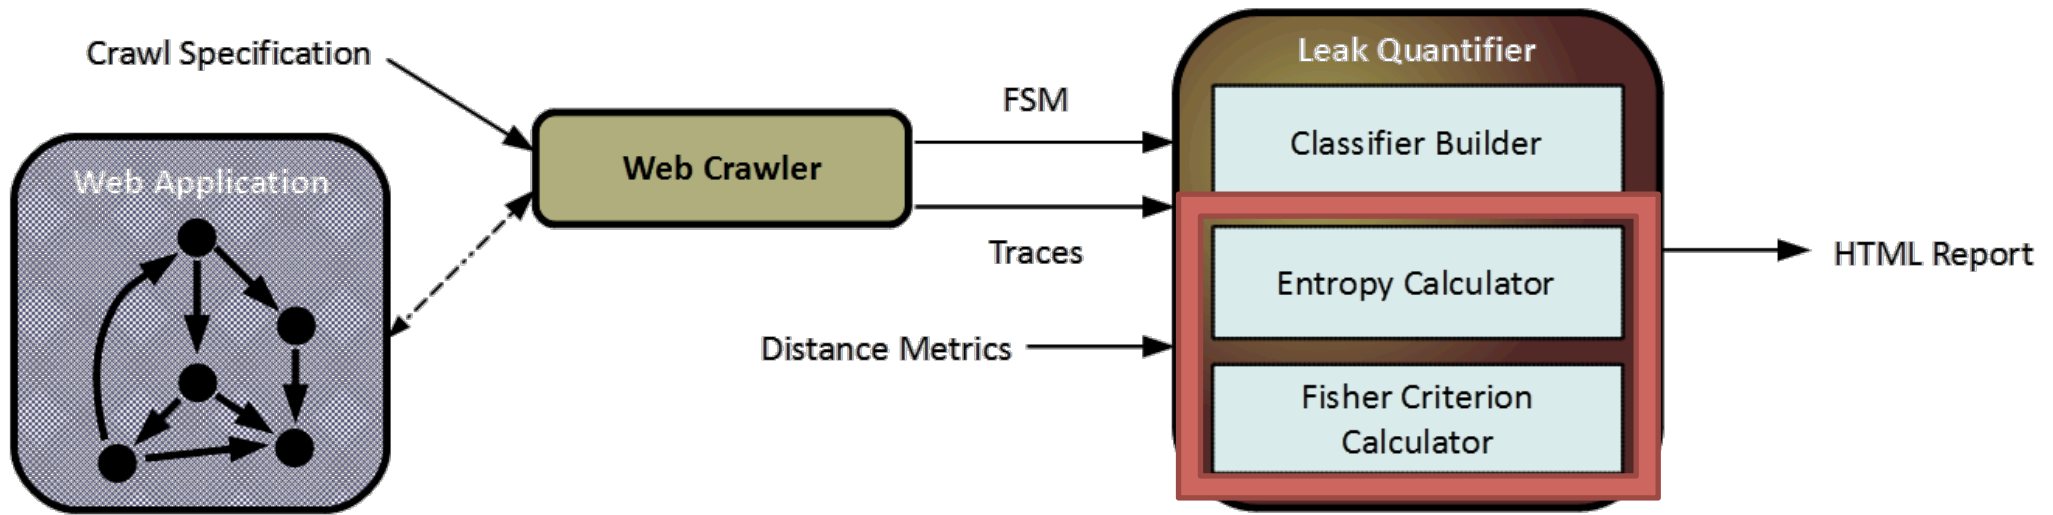 Crawl Specification
Web Application
Web Crawler
FSM
Traces
Distance Metrics
Leak Quantifier
Classifier Builder
Entropy Calculator
Fisher Criterion
Calculator
HTML Report